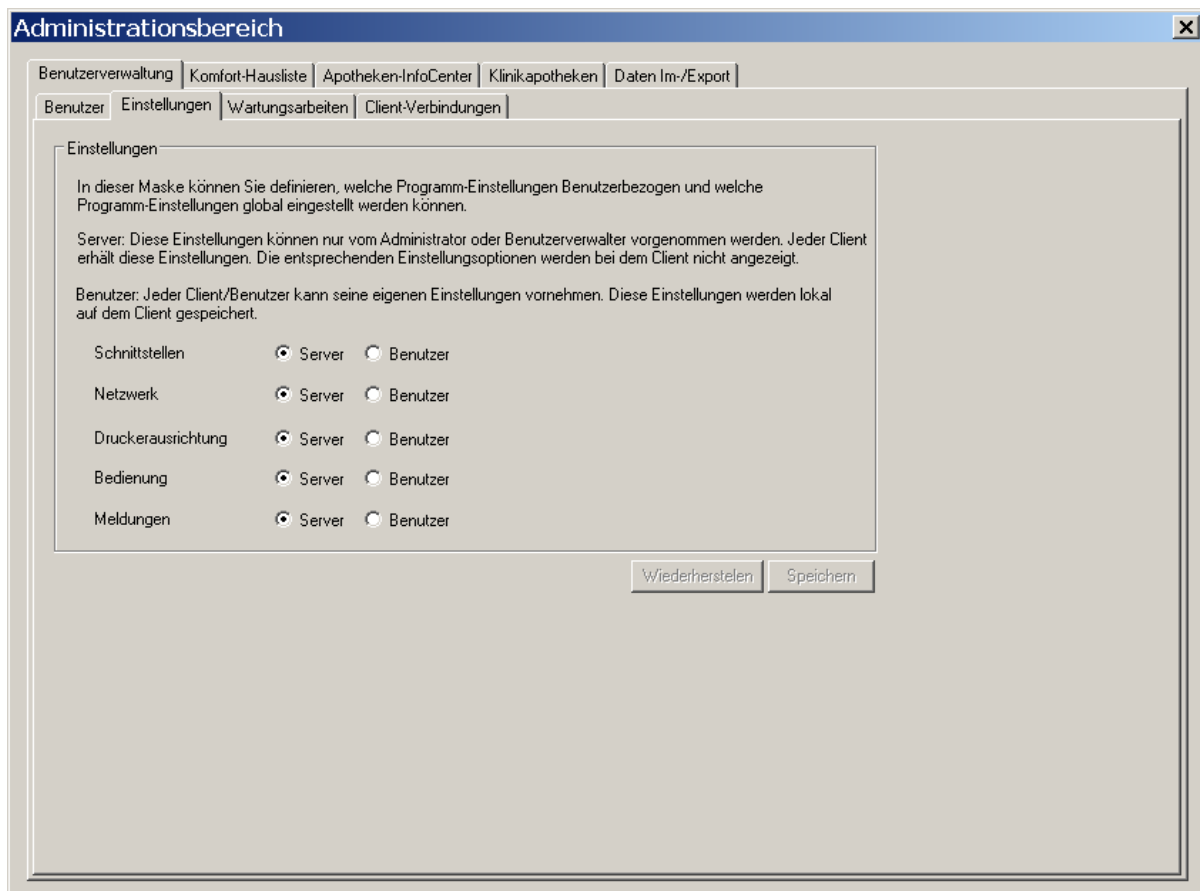 Administrationsbereich
Benutzerverwaltung Komfort-Hausliste Apotheken-InfoCenter Klinikapotheken Daten Im-/Export
Benutzer Einstellungen Wartungsarbeiten Client-Verbindungen
Einstellungen
In dieser Maske können Sie definieren, welche Programm-Einstellungen Benutzerbezogen und welche
Programm-Einstellungen global eingestellt werden können.
Server: Diese Einstellungen können nur vom Administrator oder Benutzerverwalter vorgenommen werden. Jeder Client
erhält diese Einstellungen. Die entsprechenden Einstellungsoptionen werden bei dem Client nicht angezeigt.
Benutzer: Jeder Client/Benutzer kann seine eigenen Einstellungen vornehmen. Diese Einstellungen werden lokal
auf dem Client gespeichert.
Schnittstellen Server Benutzer
Netzwerk Server Benutzer
Druckerausrichtung Server Benutzer
Bedienung Server Benutzer
Meldungen Server Benutzer
Wiederherstelen Speichern